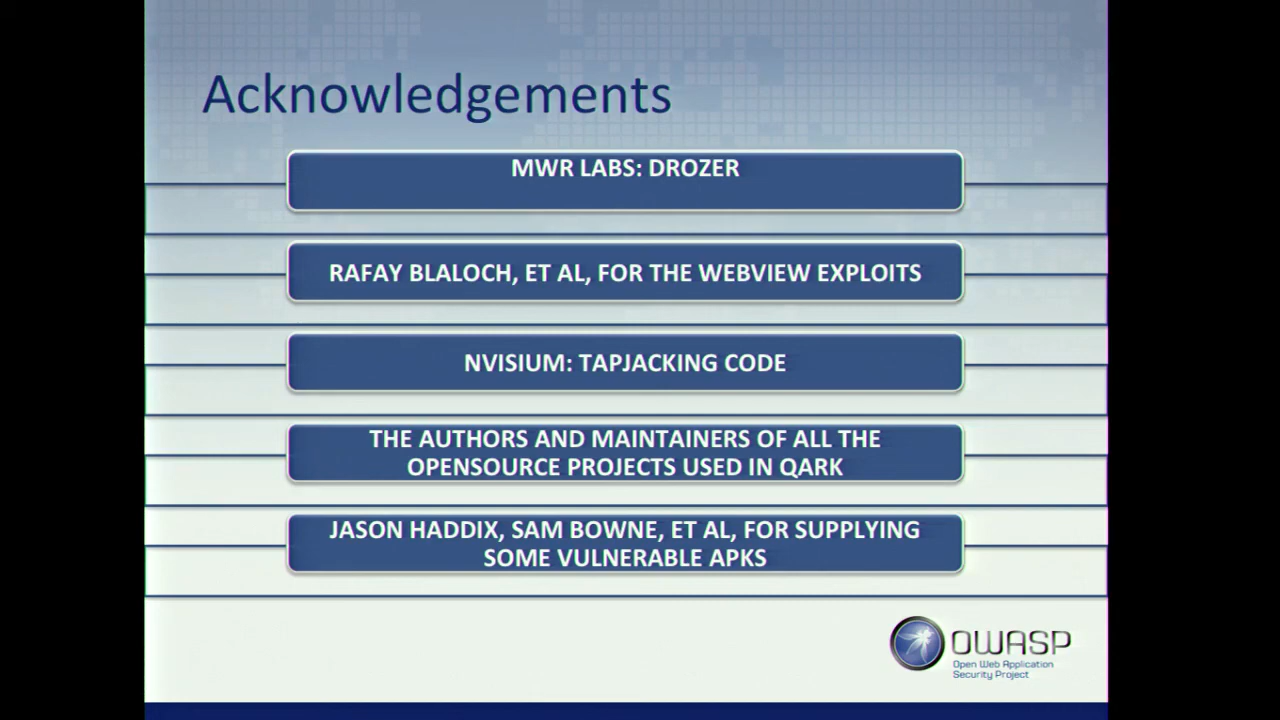 Acknowledgements
MWR LABS: DROZER
RAFAY BLALOCH, ET AL, FOR THE WEBVIEW EXPLOITS
NVISIUM: TAPJACKING CODE
THE AUTHORS AND MAINTAINERS OF ALL THE
OPENSOURCE PROJECTS USED IN QARK
JASON HADDIX, SAM BOWNE, ET AL, FOR SUPPLYING
SOME VULNERABLE APKS
OWASP
Open Web Application
Security Project